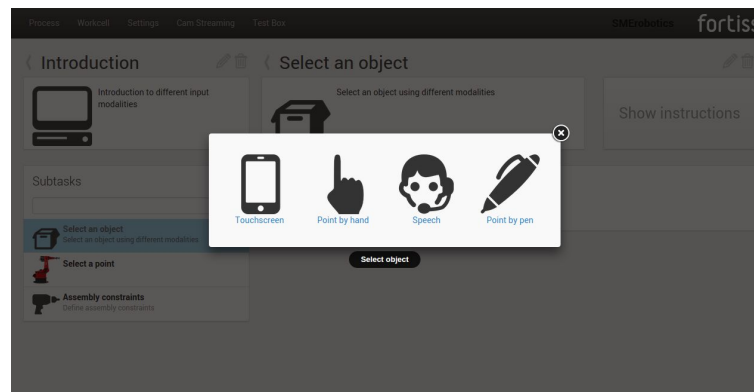 Process Workcell Settings Cam Streaming Text Box SMErobotics fortiss
Introduction
Select an object
Introduction to different input
modalities
Select an object using different modalities
Show instructions
Touchscreen Point by hand Speech Point by pen
Select object
Subtasks
Select an object
Select an object using different modalities
Select a point
Assembly constraints
Define assembly constraints